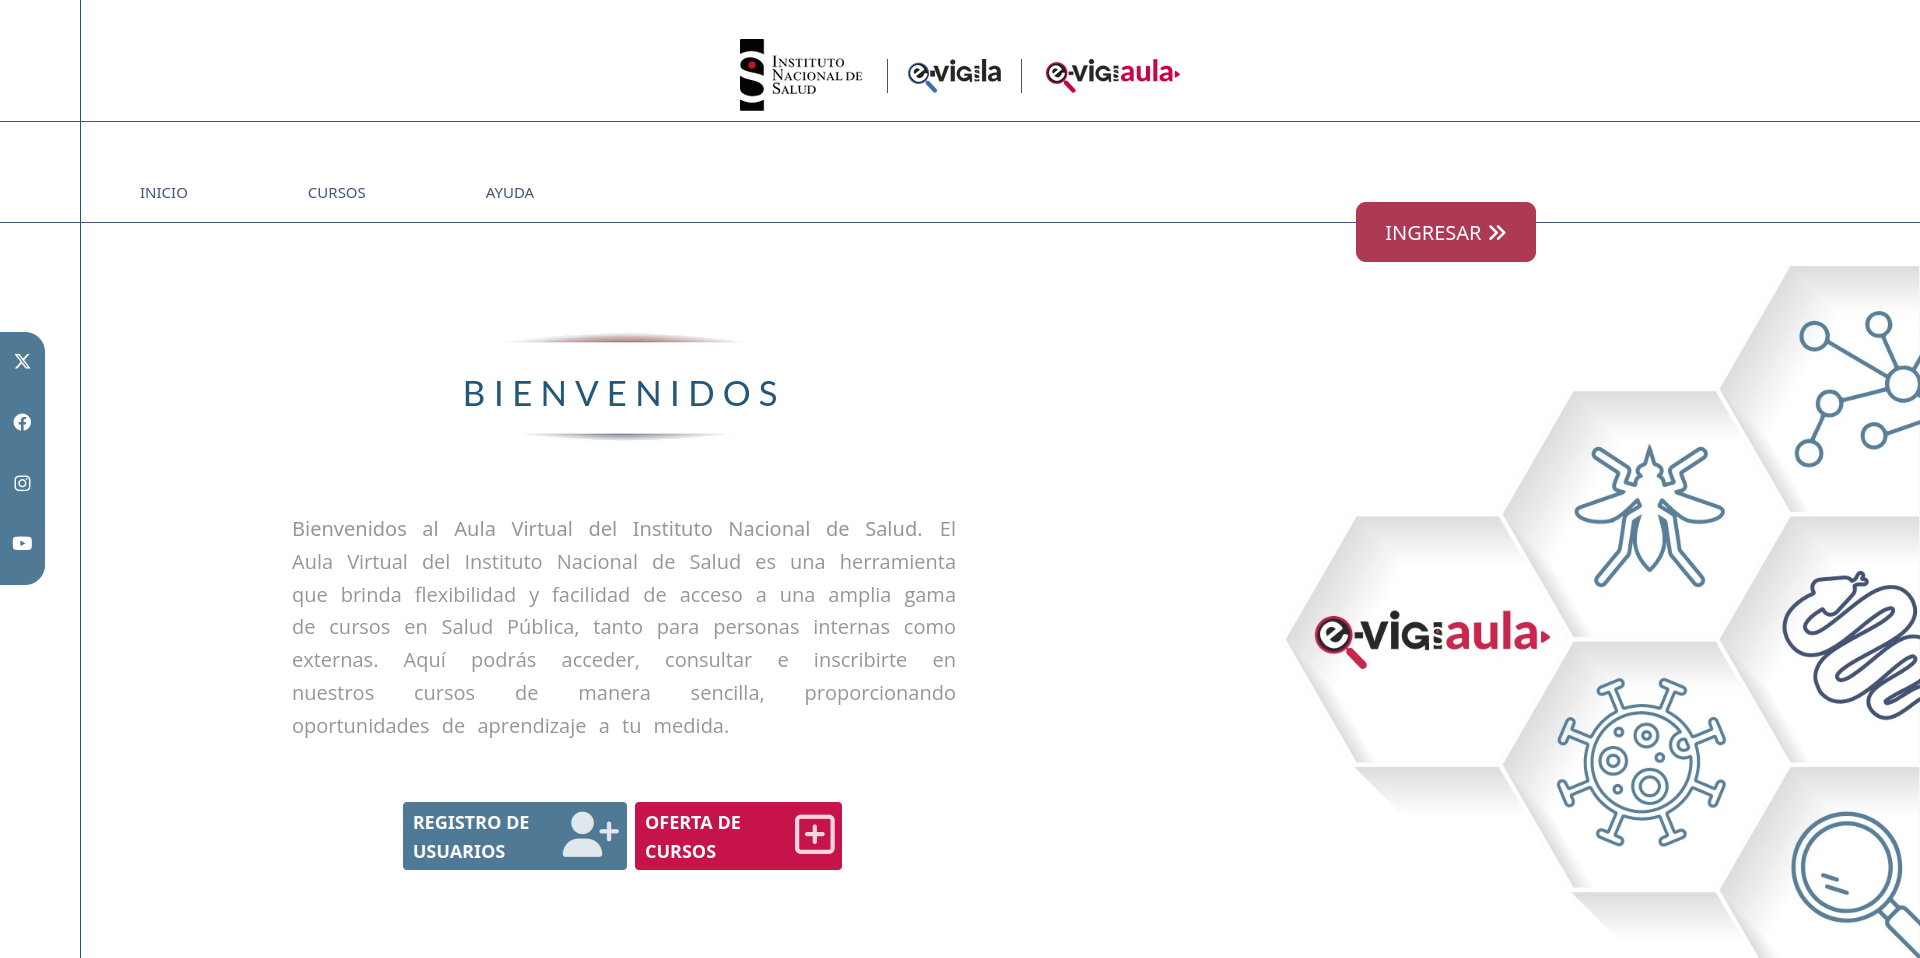 INSTITUTO
NACIONAL DE
SALUD
e-vigila
e-vigiaula
INICIO
CURSOS
AYUDA
INGRESAR
BIENVENIDOS
Bienvenidos al Aula Virtual del Instituto Nacional de Salud. El
Aula Virtual del Instituto Nacional de Salud es una herramienta
que brinda flexibilidad y facilidad de acceso a una amplia gama
de cursos en Salud Pública, tanto para personas internas como
externas. Aquí podrás acceder, consultar e inscribirte en
nuestros cursos de manera sencilla, proporcionando
oportunidades de aprendizaje a tu medida.
e-vigiaula
REGISTRO DE
USUARIOS
OFERTA DE
CURSOS